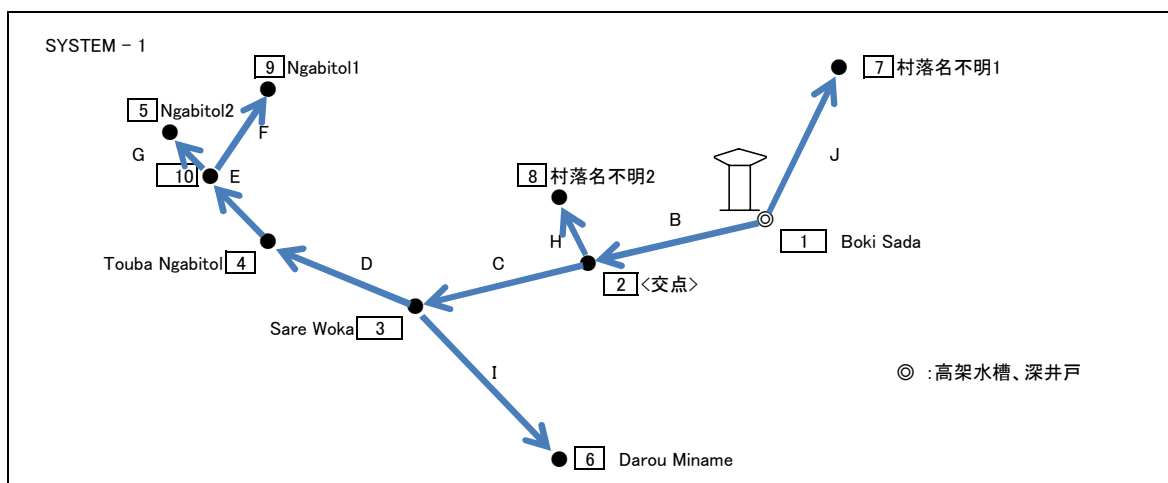 SYSTEM - 1
9 Ngabitol1
7 村落名不明1
5 Ngabitol2
F
G
J
10 E
8 村落名不明2
B
H
1 Boki Sada
Touba Ngabitol 4
D
C
2 <交点>
Sare Woka 3
I
◎ :高架水槽、深井戸
6 Darou Miname